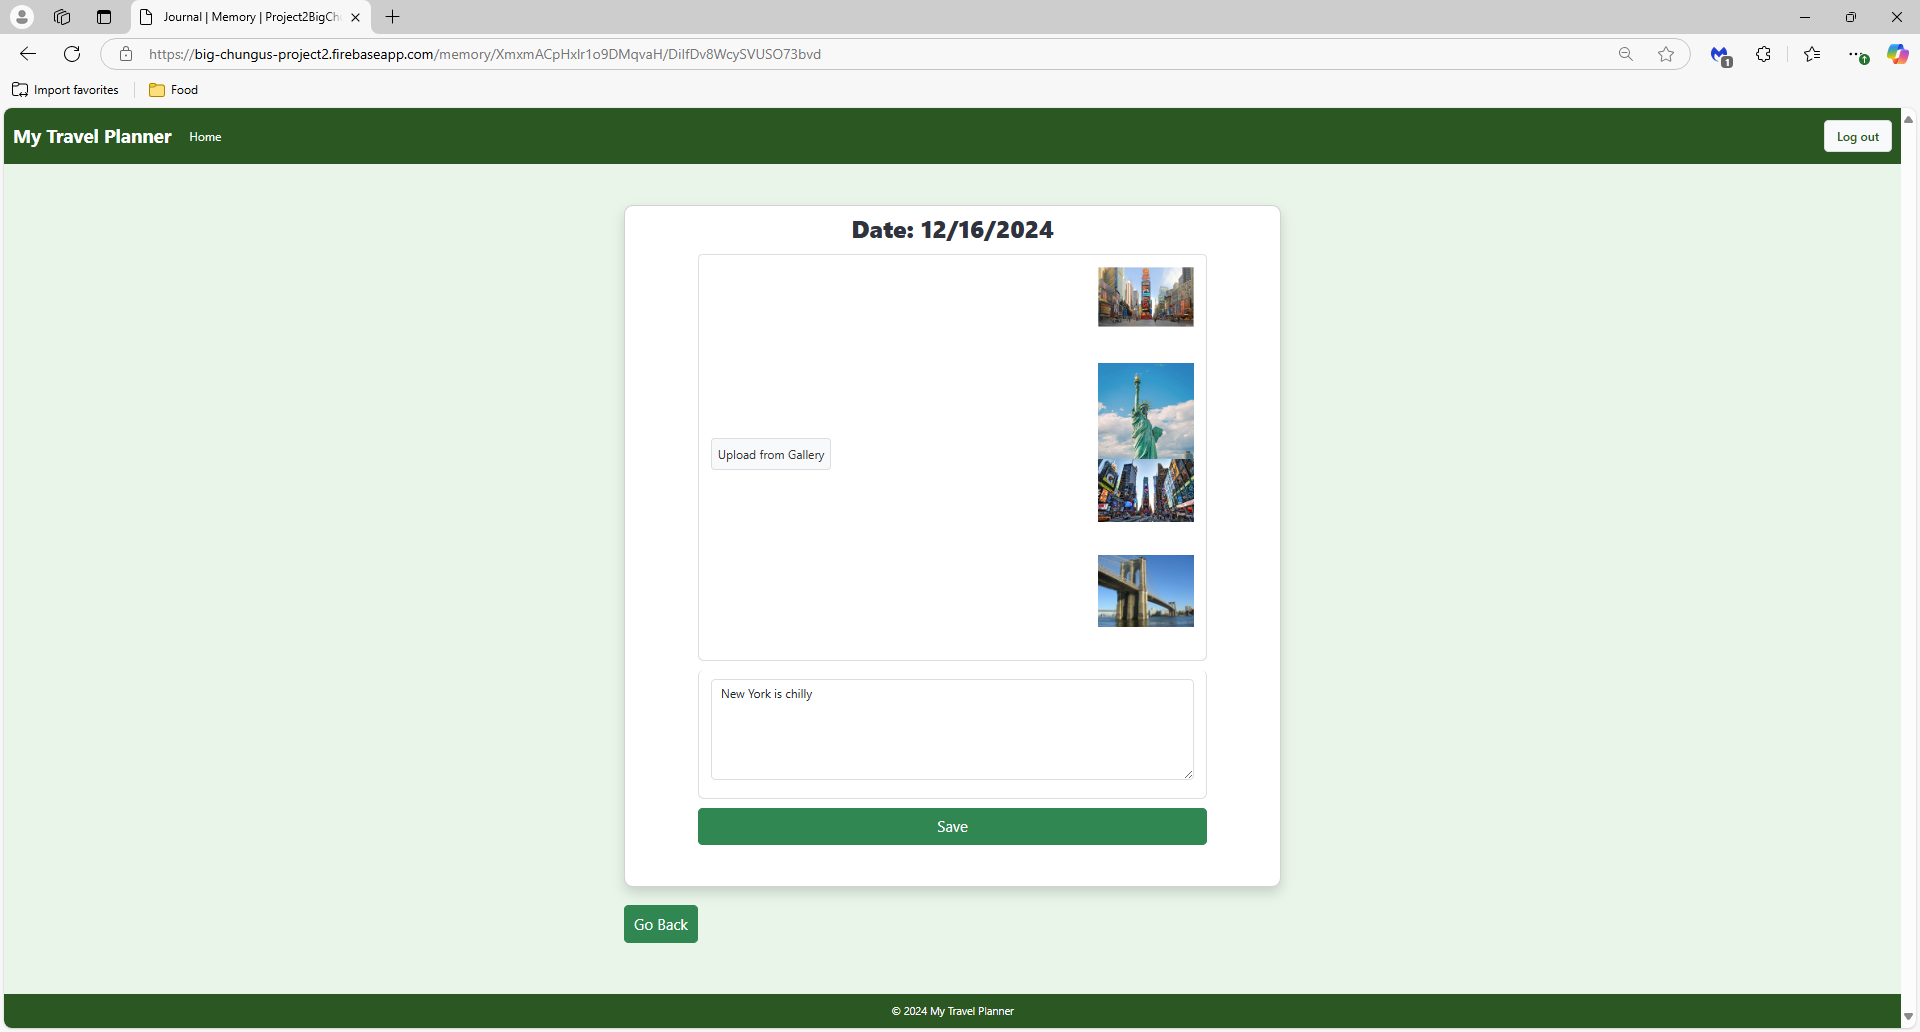 Journal | Memory | Project2BigCh
https://big-chungus-project2.firebaseapp.com/memory/XmxmACpHxlr1o9DMqvaH/DilfDv8WcySVUSO73bvd
1
Import favorites
Food
My Travel Planner
Home
Log out
Date: 12/16/2024
Upload from Gallery
New York is chilly
Save
Go Back
© 2024 My Travel Planner